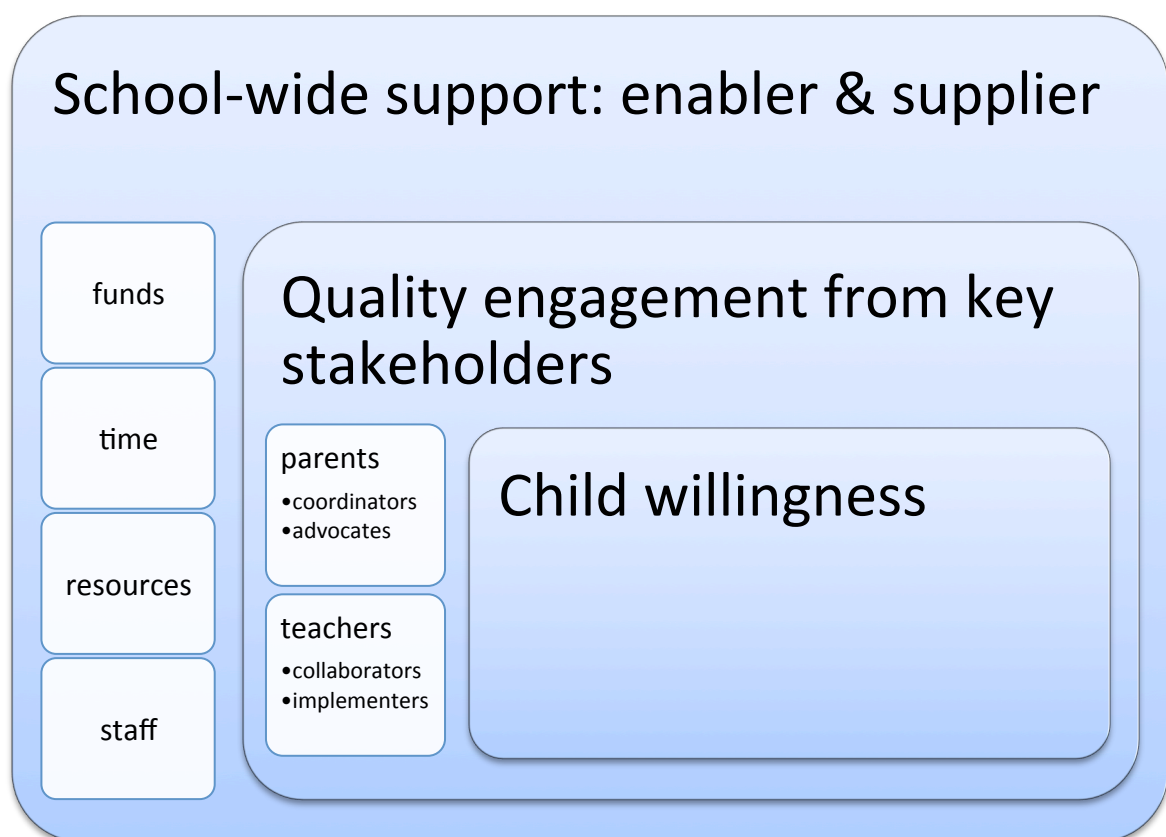 School-wide support: enabler & supplier
funds
time
resources
staff
Quality engagement from key
stakeholders
parents
•coordinators
•advocates
teachers
•collaborators
•implementers
Child willingness